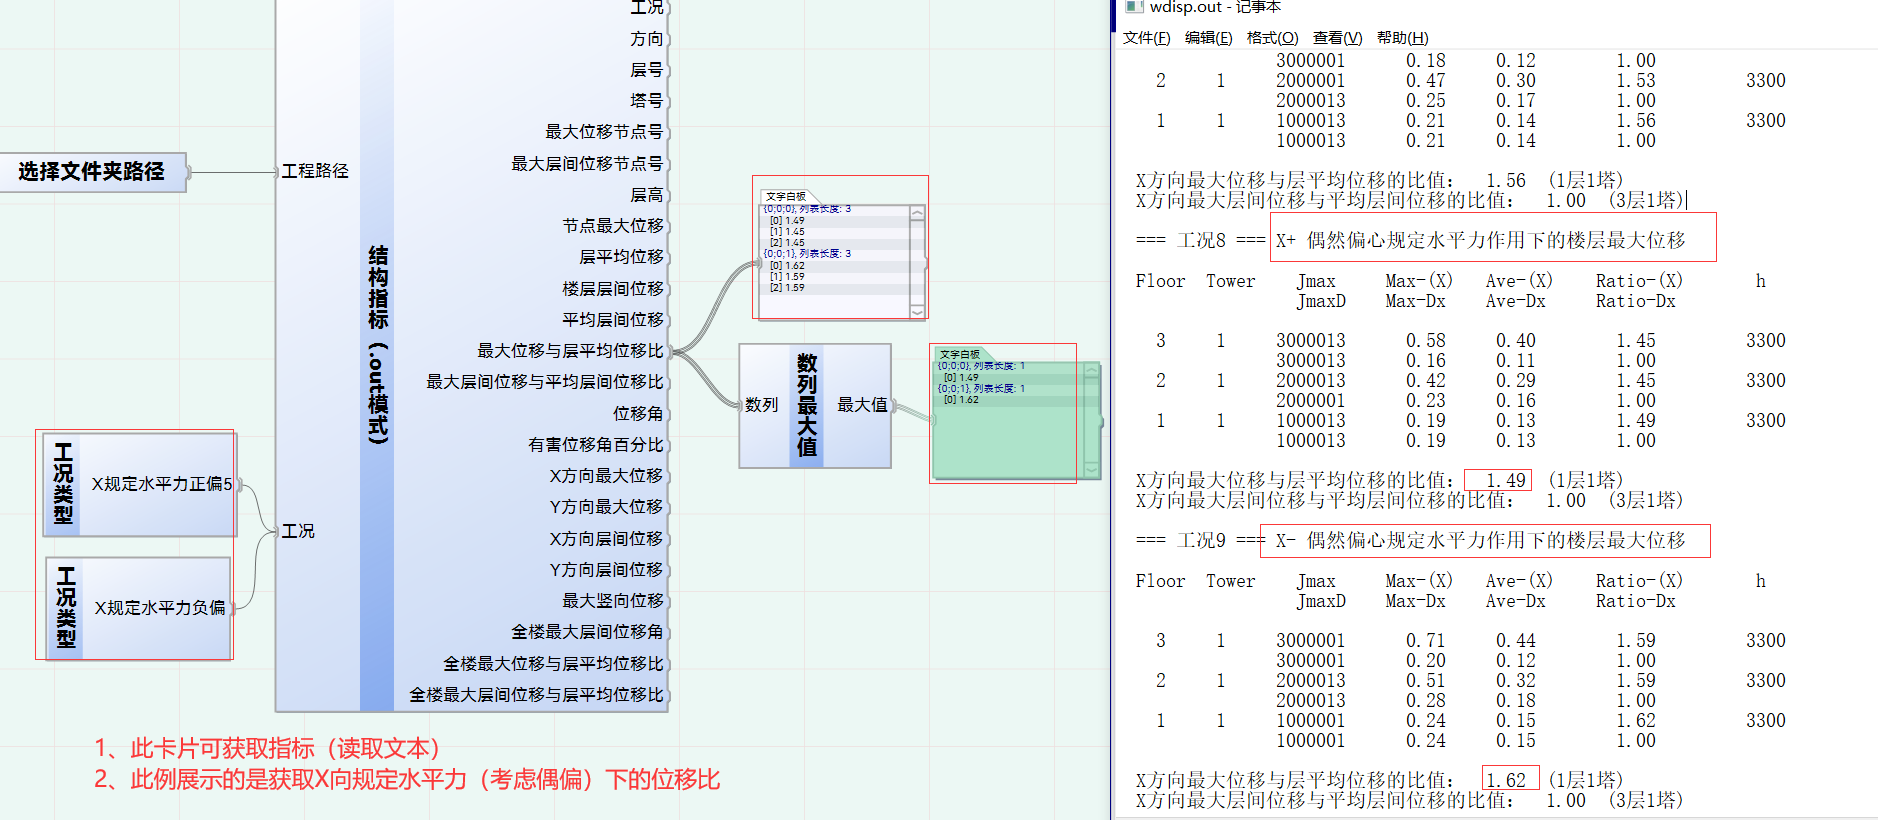 选择文件夹路径
工程路径
工况
结构指标（.out模式）
工况
方向
层号
塔号
最大位移节点号
最大层间位移节点号
层高
节点最大位移
层平均位移
楼层层间位移
平均层间位移
最大位移与层平均位移比
最大层间位移与平均层间位移比
位移角
有害位移角百分比
X方向最大位移
Y方向最大位移
X方向层间位移
Y方向层间位移
最大竖向位移
全楼最大层间位移角
全楼最大位移与层平均位移比
全楼最大层间位移与层平均位移比
工况类型
X规定水平力正偏5
工况类型
X规定水平力负偏
文字白板
{0;0;0}, 列表长度: 3
[0] 1.49
[1] 1.45
[2] 1.45
{0;0;1}, 列表长度: 3
[0] 1.62
[1] 1.59
[2] 1.59
数列
数列最大值
最大值
文字白板
{0;0;0}, 列表长度: 1
[0] 1.49
{0;0;1}, 列表长度: 1
[0] 1.62
1、此卡片可获取指标（读取文本）
2、此例展示的是获取X向规定水平力（考虑偶偏）下的位移比
wdisp.out - 记事本
文件(F) 编辑(E) 格式(O) 查看(V) 帮助(H)
3000001 0.18 0.12 1.00
2 1 2000001 0.47 0.30 1.53 3300
2000013 0.25 0.17 1.00
1 1 1000013 0.21 0.14 1.56 3300
1000013 0.21 0.14 1.00
X方向最大位移与层平均位移的比值： 1.56 (1层1塔)
X方向最大层间位移与平均层间位移的比值： 1.00 (3层1塔)
=== 工况8 === X+ 偶然偏心规定水平力作用下的楼层最大位移
Floor Tower Jmax Max-(X) Ave-(X) Ratio-(X) h
JmaxD Max-Dx Ave-Dx Ratio-Dx
3 1 3000013 0.58 0.40 1.45 3300
3000013 0.16 0.11 1.00
2 1 2000013 0.42 0.29 1.45 3300
2000001 0.23 0.16 1.00
1 1 1000013 0.19 0.13 1.49 3300
1000013 0.19 0.13 1.00
X方向最大位移与层平均位移的比值： 1.49 (1层1塔)
X方向最大层间位移与平均层间位移的比值： 1.00 (3层1塔)
=== 工况9 === X- 偶然偏心规定水平力作用下的楼层最大位移
Floor Tower Jmax Max-(X) Ave-(X) Ratio-(X) h
JmaxD Max-Dx Ave-Dx Ratio-Dx
3 1 3000001 0.71 0.44 1.59 3300
3000001 0.20 0.12 1.00
2 1 2000013 0.51 0.32 1.59 3300
2000013 0.28 0.18 1.00
1 1 1000001 0.24 0.15 1.62 3300
1000001 0.24 0.15 1.00
X方向最大位移与层平均位移的比值： 1.62 (1层1塔)
X方向最大层间位移与平均层间位移的比值： 1.00 (3层1塔)